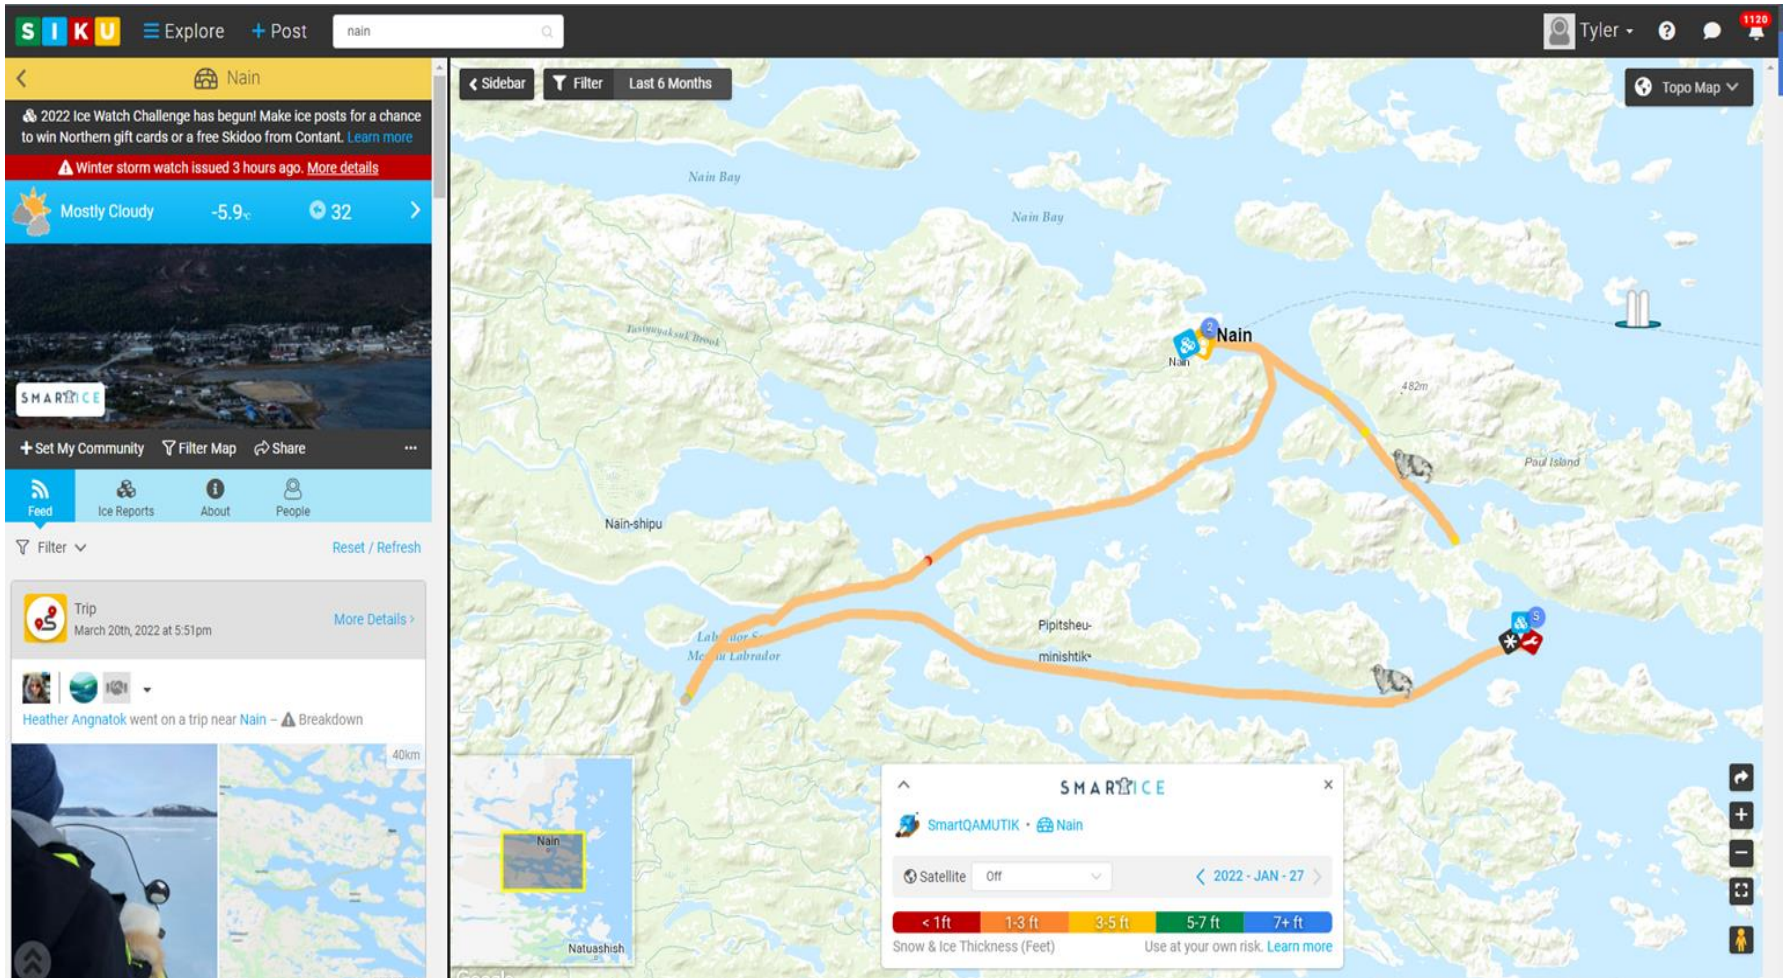 SIKU
Explore
+ Post
nain
Tyler
1120
Nain
2022 Ice Watch Challenge has begun! Make ice posts for a chance
to win Northern gift cards or a free Skidoo from Contant. Learn more
Winter storm watch issued 3 hours ago. More details
Mostly Cloudy -5.9°C 32
SMARTICE
+ Set My Community Filter Map Share ...
Feed Ice Reports About People
Filter Reset / Refresh
Trip
March 20th, 2022 at 5:51pm
More Details >
Heather Angnatok went on a trip near Nain – Breakdown
40km
Sidebar
Filter Last 6 Months
Topo Map
Nain Bay
Nain Bay
2
Nain
Nain
482m
Paul Island
Nain-shipu
Pipitsheu-
minishtik
5
Nain
Natuashish
SMARTICE
SmartQAMUTIK • Nain
Satellite Off 2022 - JAN - 27
< 1ft 1-3 ft 3-5 ft 5-7 ft 7+ ft
Snow & Ice Thickness (Feet) Use at your own risk. Learn more